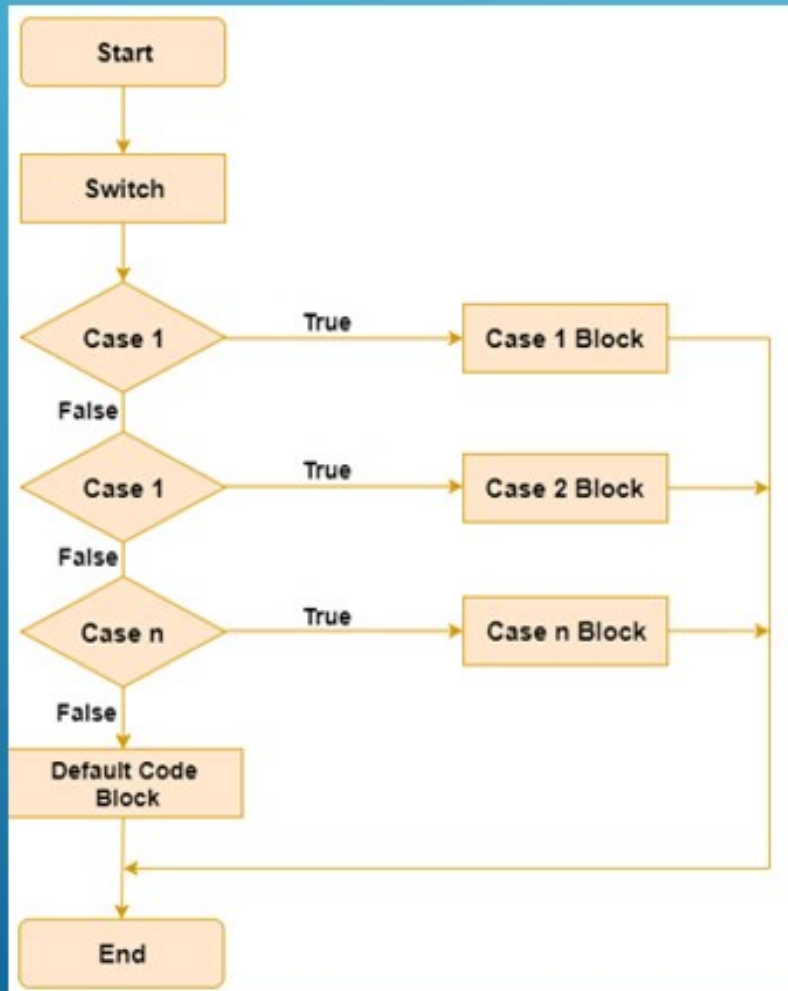 Start
Switch
Case 1
True
Case 1 Block
False
Case 1
True
Case 2 Block
False
Case n
True
Case n Block
False
Default Code
Block
End